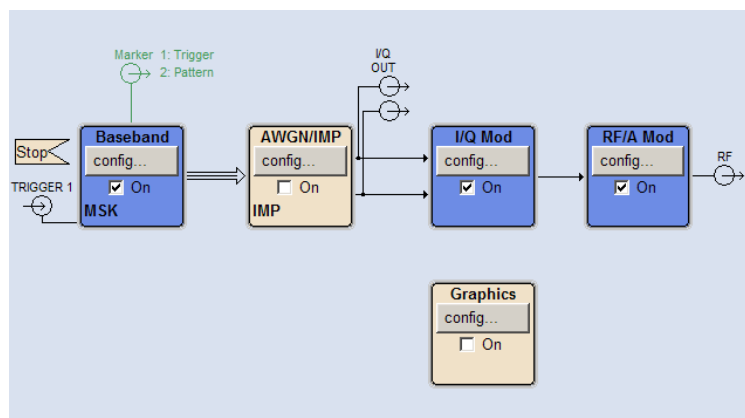 Marker 1: Trigger
2: Pattern
I/Q
OUT
Stop
TRIGGER 1
Baseband
config...
On
MSK
AWGN/IMP
config...
On
IMP
I/Q Mod
config...
On
RF/A Mod
config...
On
RF
Graphics
config...
On